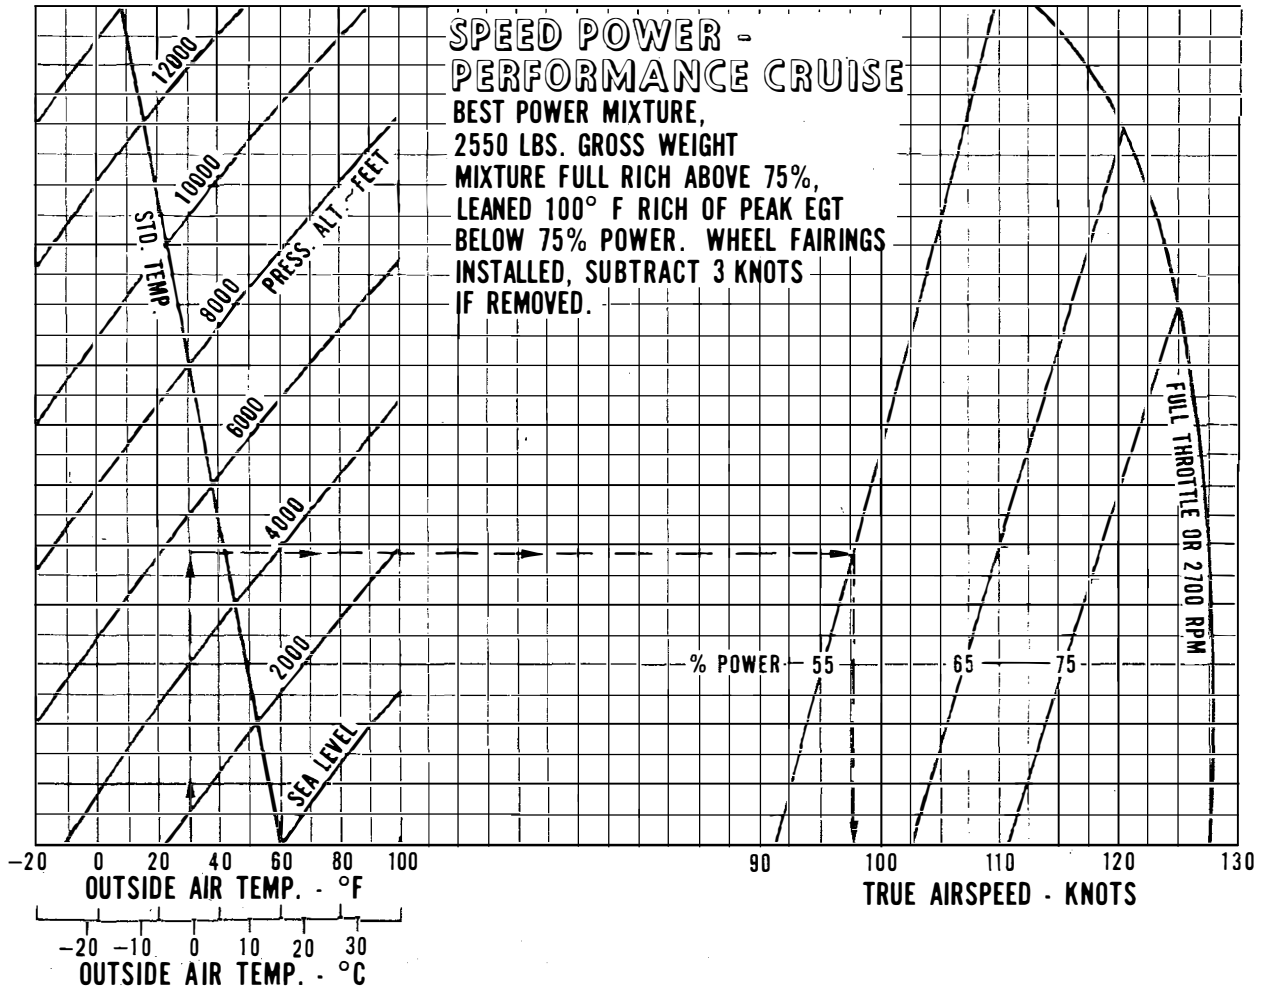 SPEED POWER -
PERFORMANCE CRUISE
BEST POWER MIXTURE,
2550 LBS. GROSS WEIGHT
MIXTURE FULL RICH ABOVE 75%,
LEANED 100° F RICH OF PEAK EGT
BELOW 75% POWER. WHEEL FAIRINGS
INSTALLED, SUBTRACT 3 KNOTS
IF REMOVED.
12000
10000
PRESS. ALT. - FEET
STD. TEMP.
8000
6000
4000
2000
SEA LEVEL
FULL THROTTLE OR 2700 RPM
% POWER 55 65 75
-20 0 20 40 60 80 100 90 100 110 120 130
OUTSIDE AIR TEMP. - °F
TRUE AIRSPEED - KNOTS
-20 -10 0 10 20 30
OUTSIDE AIR TEMP. - °C